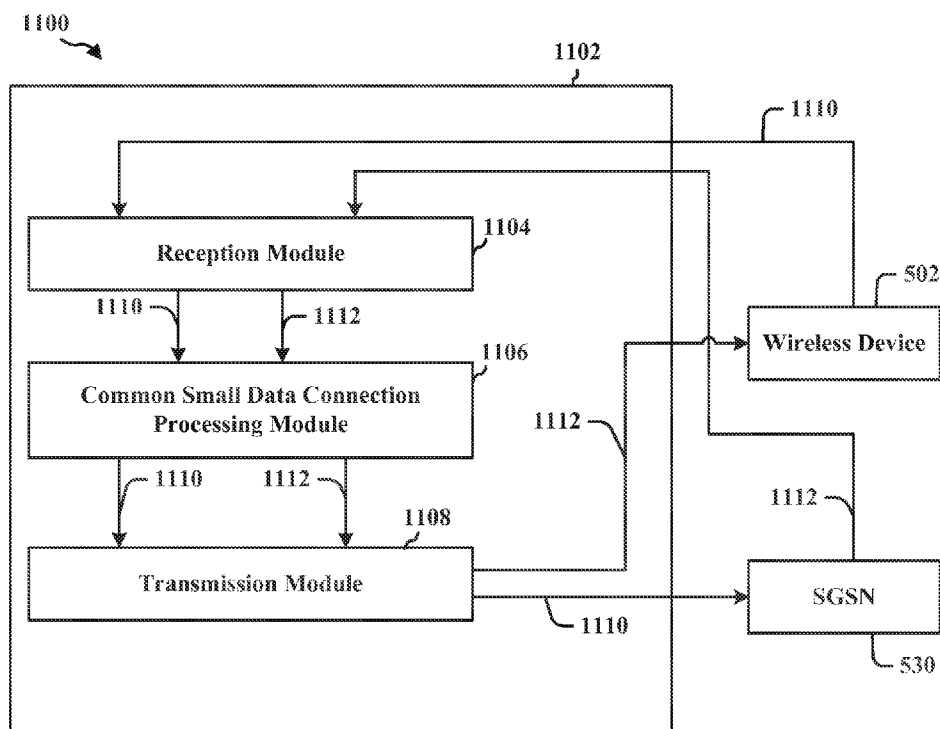 1100
1102
1110
Reception Module
1104
502
1110
1112
Wireless Device
1106
Common Small Data Connection
Processing Module
1112
1110
1112
1112
1108
Transmission Module
SGSN
1110
530